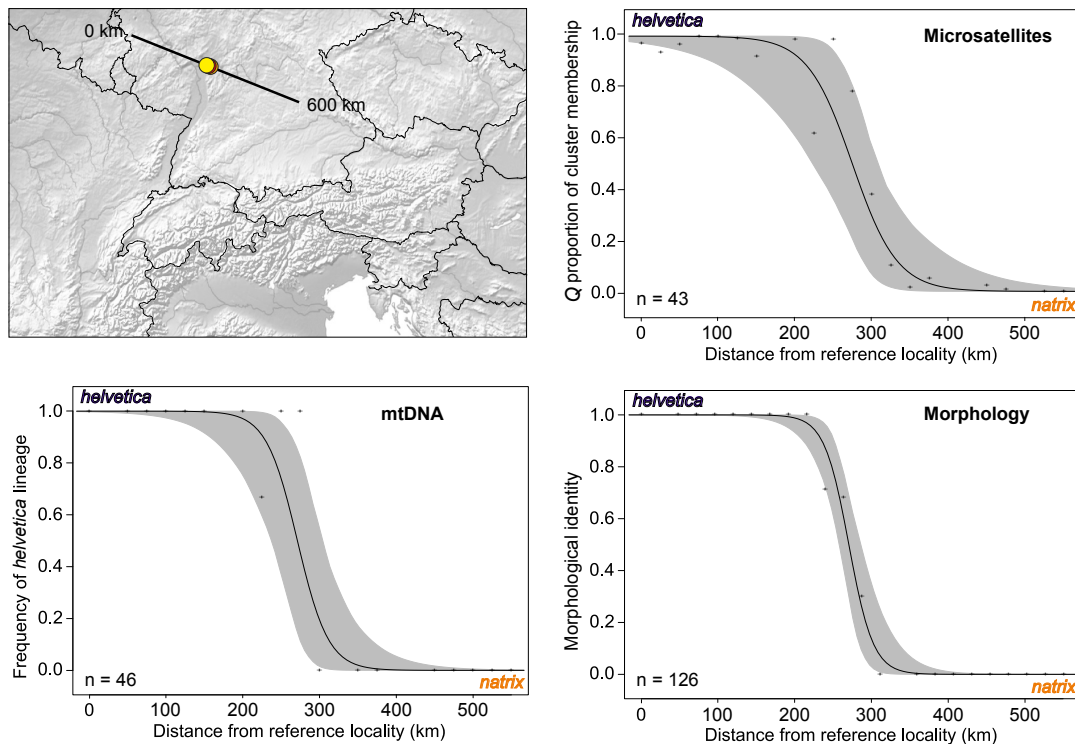 0 km
600 km
helvetica
Microsatellites
Q proportion of cluster membership
1.0
0.8
0.6
0.4
0.2
0.0
n = 43
natrix
0 100 200 300 400 500
Distance from reference locality (km)
helvetica
mtDNA
Frequency of helvetica lineage
1.0
0.8
0.6
0.4
0.2
0.0
n = 46
natrix
0 100 200 300 400 500
Distance from reference locality (km)
helvetica
Morphology
Morphological identity
1.0
0.8
0.6
0.4
0.2
0.0
n = 126
natrix
0 100 200 300 400 500
Distance from reference locality (km)